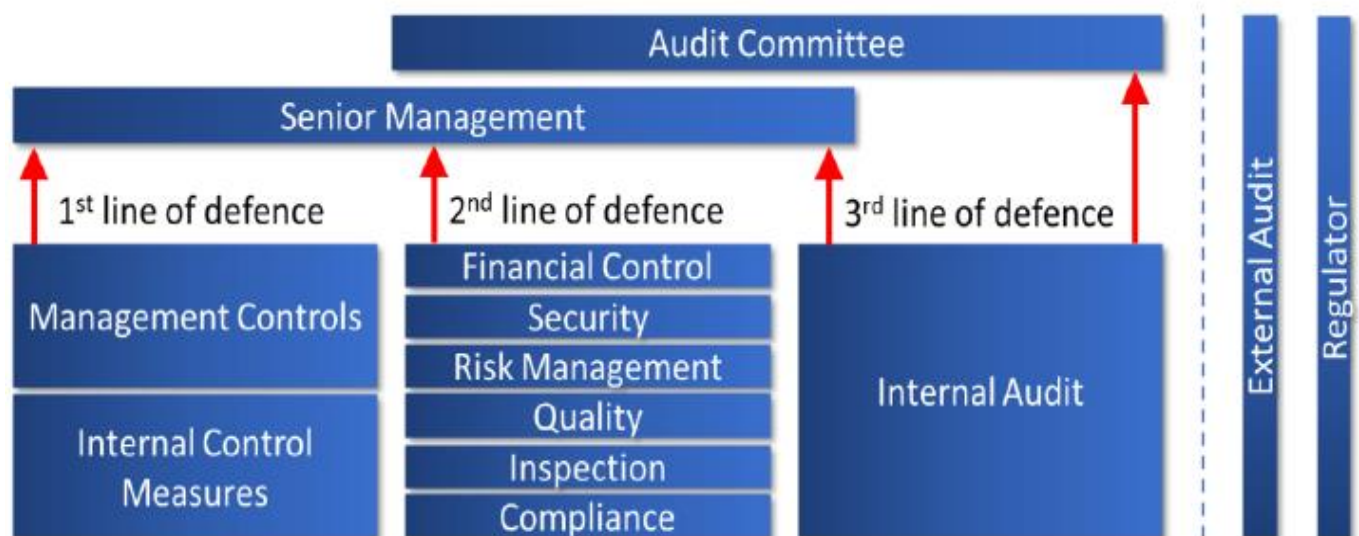 Audit Committee
Senior Management
1st line of defence
2nd line of defence
3rd line of defence
Management Controls
Internal Control
Measures
Financial Control
Security
Risk Management
Quality
Inspection
Compliance
Internal Audit
External Audit
Regulator